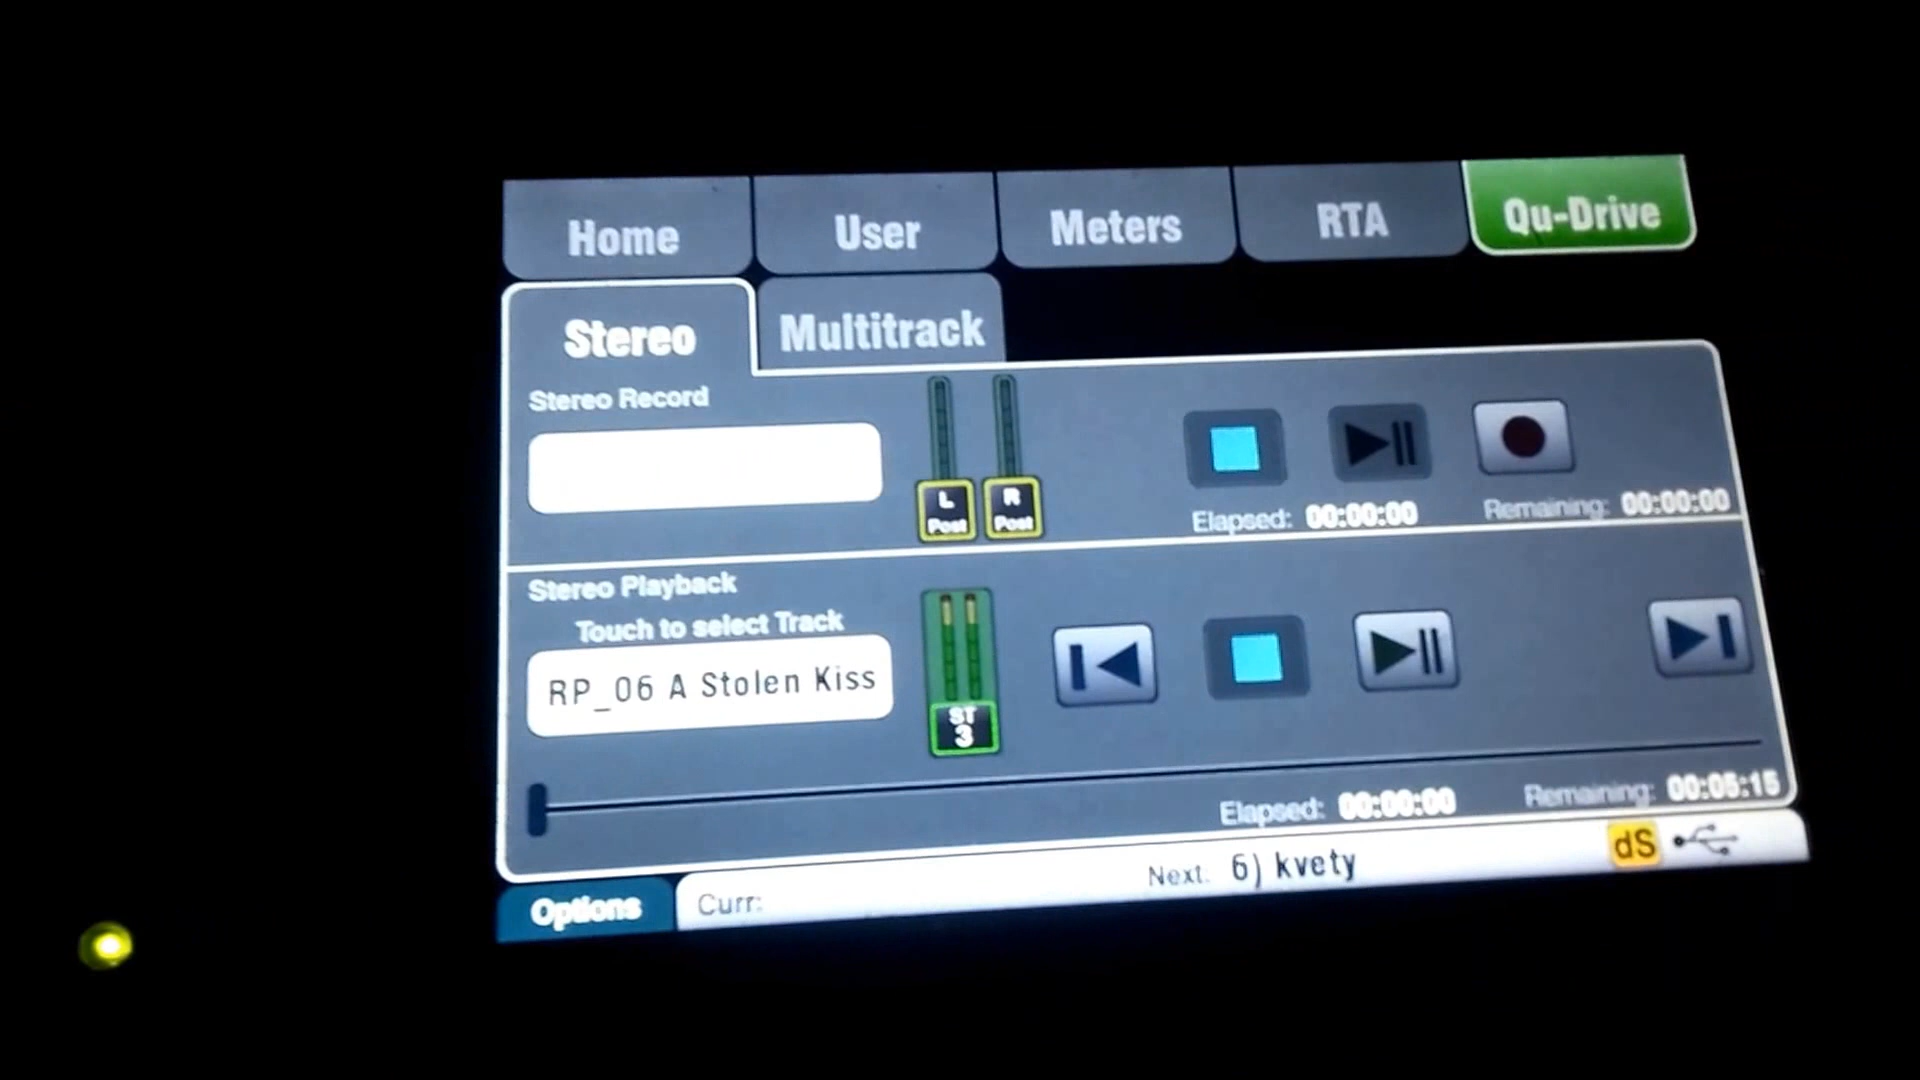 Home User Meters RTA Qu-Drive
Stereo Multitrack
Stereo Record
L Post R Post
Elapsed: 00:00:00 Remaining: 00:00:00
Stereo Playback
Touch to select Track
RP_06 A Stolen Kiss
ST 3
Elapsed: 00:00:00 Remaining: 00:05:15
Options Curr: Next: 6) kvety dS